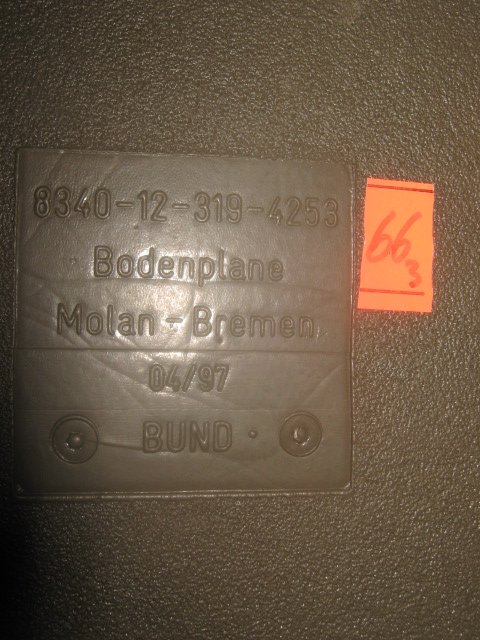 8340-12-319-4253
Bodenplane
Molan - Bremen
04/97
BUND
66
3